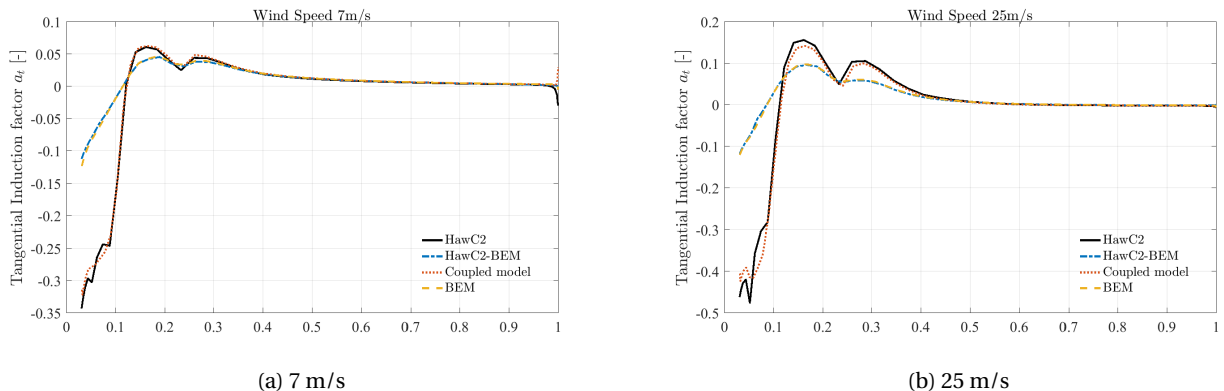 Wind Speed 7m/s
Tangential Induction factor a_t [-]
0.1
0.05
0
-0.05
-0.1
-0.15
-0.2
-0.25
-0.3
-0.35
HawC2
HawC2-BEM
Coupled model
BEM
0 0.1 0.2 0.3 0.4 0.5 0.6 0.7 0.8 0.9 1
(a) 7 m/s
Wind Speed 25m/s
Tangential Induction factor a_t [-]
0.2
0.1
0
-0.1
-0.2
-0.3
-0.4
-0.5
HawC2
HawC2-BEM
Coupled model
BEM
0 0.1 0.2 0.3 0.4 0.5 0.6 0.7 0.8 0.9 1
(b) 25 m/s